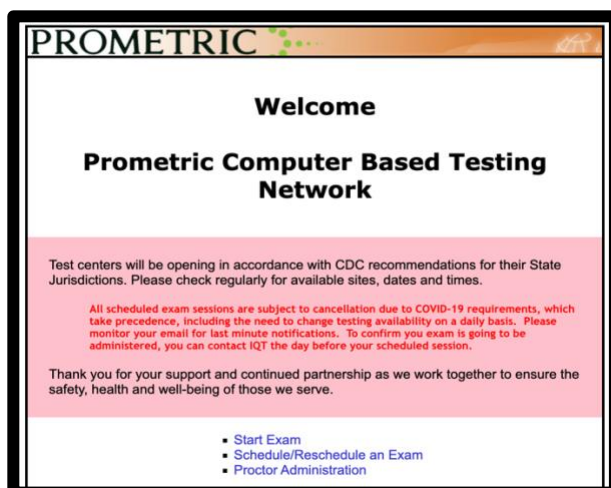 PROMETRIC
Welcome
Prometric Computer Based Testing
Network
Test centers will be opening in accordance with CDC recommendations for their State
Jurisdictions. Please check regularly for available sites, dates and times.
All scheduled exam sessions are subject to cancellation due to COVID-19 requirements, which
take precedence, including the need to change testing availability on a daily basis. Please
monitor your email for last minute notifications. To confirm you exam is going to be
administered, you can contact IQT the day before your scheduled session.
Thank you for your support and continued partnership as we work together to ensure the
safety, health and well-being of those we serve.
Start Exam
Schedule/Reschedule an Exam
Proctor Administration